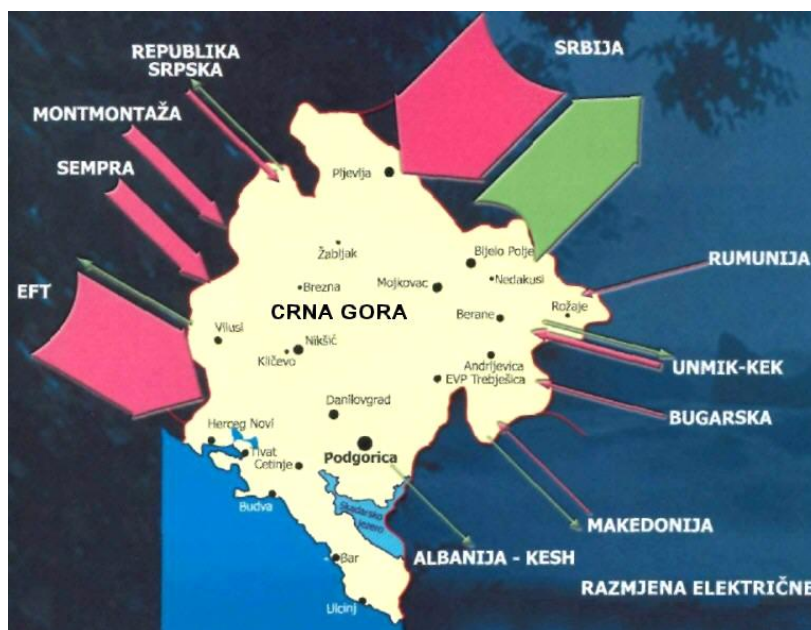 REPUBLIKA
SRPSKA
SRBIJA
MONTMONTAŽA
SEMPRA
EFT
RUMUNIJA
UNMIK-KEK
BUGARSKA
MAKEDONIJA
ALBANIJA - KESH
RAZMJENA ELEKTRIČNE
CRNA GORA
Pljevlja
Žabljak
Bijelo Polje
Nedakusi
Mojkovac
Brezna
Rožaje
Berane
Vilusi
Nikšić
Kličevo
Andrijevica
EVP Trebješica
Danilovgrad
Herceg Novi
Tivat
Cetinje
Podgorica
Budva
Skadarsko
jezero
Bar
Ulcinj